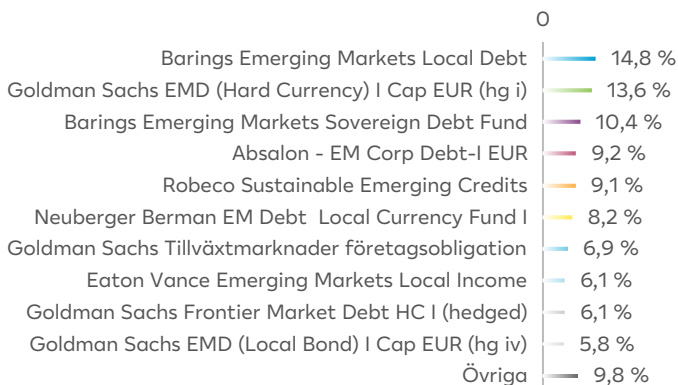 0
Barings Emerging Markets Local Debt 14,8 %
Goldman Sachs EMD (Hard Currency) I Cap EUR (hg i) 13,6 %
Barings Emerging Markets Sovereign Debt Fund 10,4 %
Absalon - EM Corp Debt-I EUR 9,2 %
Robeco Sustainable Emerging Credits 9,1 %
Neuberger Berman EM Debt Local Currency Fund I 8,2 %
Goldman Sachs Tillväxtmarknader företagsobligation 6,9 %
Eaton Vance Emerging Markets Local Income 6,1 %
Goldman Sachs Frontier Market Debt HC I (hedged) 6,1 %
Goldman Sachs EMD (Local Bond) I Cap EUR (hg iv) 5,8 %
Övriga 9,8 %